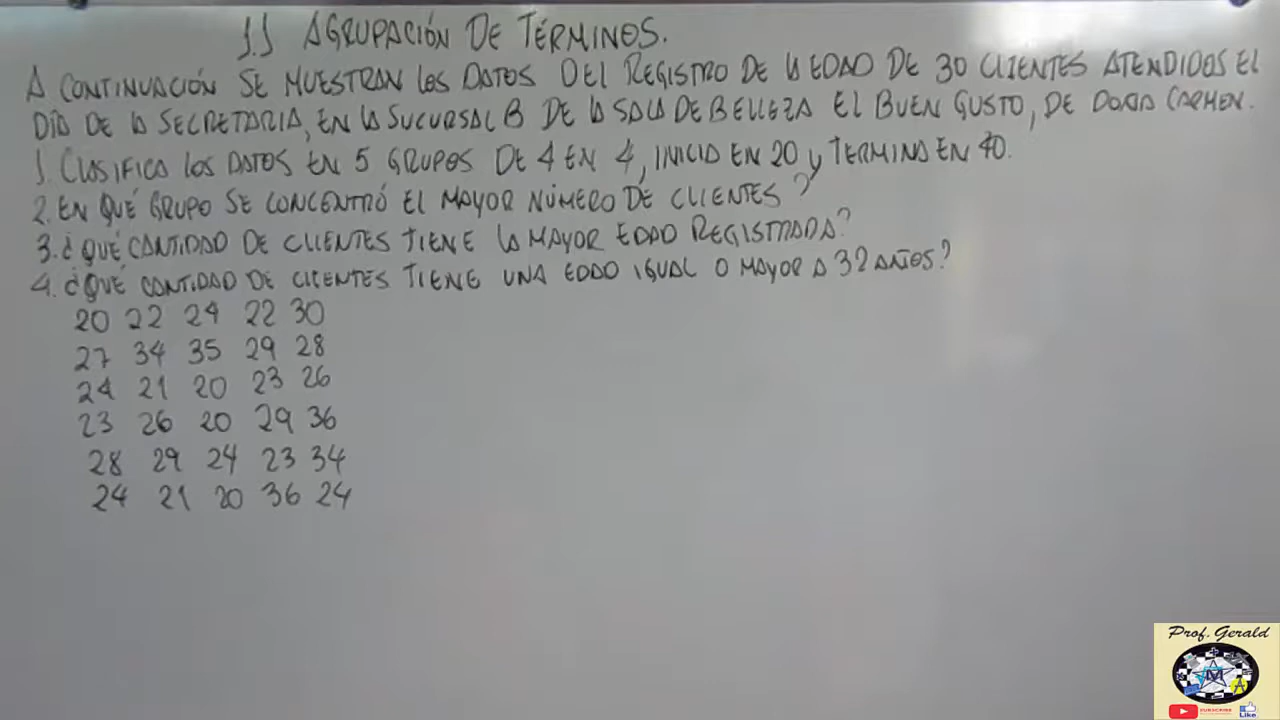 1.1 AGRUPACIÓN DE TÉRMINOS.
A CONTINUACIÓN SE MUESTRAN LOS DATOS DEL REGISTRO DE LA EDAD DE 30 CLIENTES ATENDIDOS EL
DÍA DE LA SECRETARIA, EN LA SUCURSAL B DE LA SALA DE BELLEZA EL BUEN GUSTO, DE DOÑA CARMEN.
1. CLASIFICA LOS DATOS EN 5 GRUPOS DE 4 EN 4, INICIA EN 20 y TERMINA EN 40.
2. EN QUÉ GRUPO SE CONCENTRÓ EL MAYOR NÚMERO DE CLIENTES?
3. ¿QUÉ CANTIDAD DE CLIENTES TIENE LA MAYOR EDAD REGISTRADA?
4. ¿QUÉ CANTIDAD DE CLIENTES TIENE UNA EDAD IGUAL O MAYOR A 32 AÑOS?
20 22 24 22 30
27 34 35 29 28
24 21 20 23 26
23 26 20 29 36
28 29 24 23 34
24 21 20 36 24
Prof. Gerald
M
SUBSCRIBE
Like